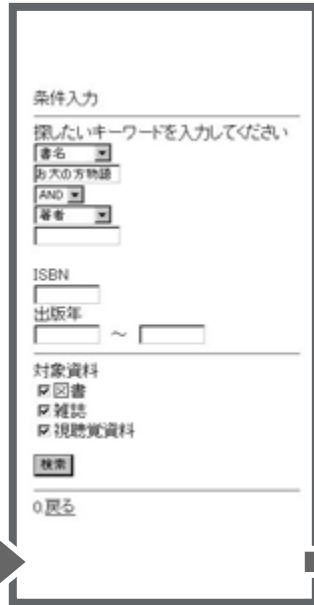 条件入力
探したいキーワードを入力してください
書名
お大の方物語
AND
著者
ISBN
出版年
～
対象資料
図書
雑誌
視聴覚資料
検索
0.戻る